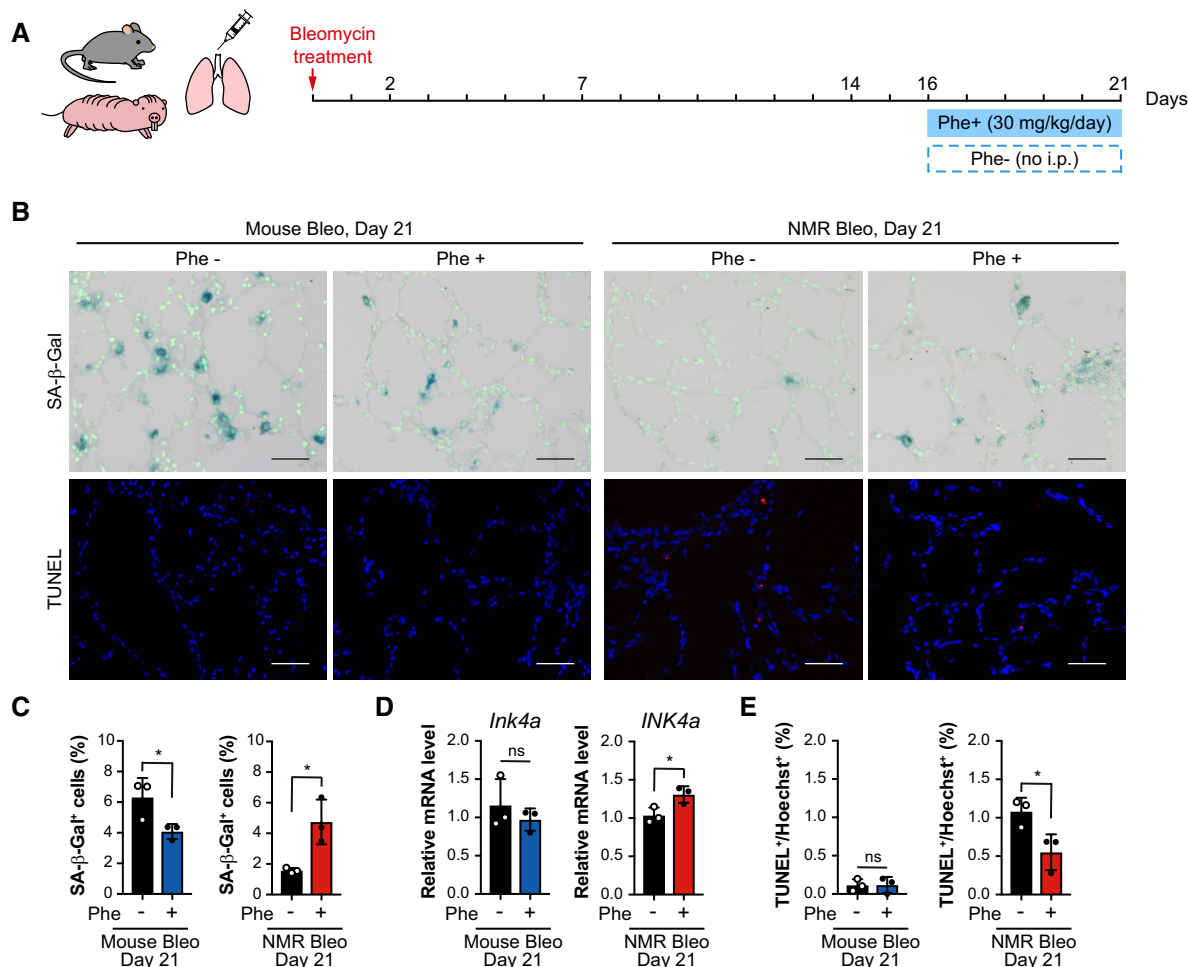 A
Bleomycin
treatment
2 7 14 16 21 Days
Phe+ (30 mg/kg/day)
Phe- (no i.p.)
B
Mouse Bleo, Day 21 NMR Bleo, Day 21
Phe - Phe + Phe - Phe +
SA-β-Gal
TUNEL
C
SA-β-Gal⁺ cells (%)
10
8
6
4
2
0
*
Phe - +
Mouse Bleo
Day 21
SA-β-Gal⁺ cells (%)
10
8
6
4
2
0
*
- +
NMR Bleo
Day 21
D
Ink4a
Relative mRNA level
2.0
1.5
1.0
0.5
0.0
ns
Phe - +
Mouse Bleo
Day 21
INK4a
Relative mRNA level
2.0
1.5
1.0
0.5
0.0
*
- +
NMR Bleo
Day 21
E
TUNEL⁺/Hoechst⁺ (%)
2.0
1.5
1.0
0.5
0.0
ns
Phe - +
Mouse Bleo
Day 21
TUNEL⁺/Hoechst⁺ (%)
2.0
1.5
1.0
0.5
0.0
*
- +
NMR Bleo
Day 21